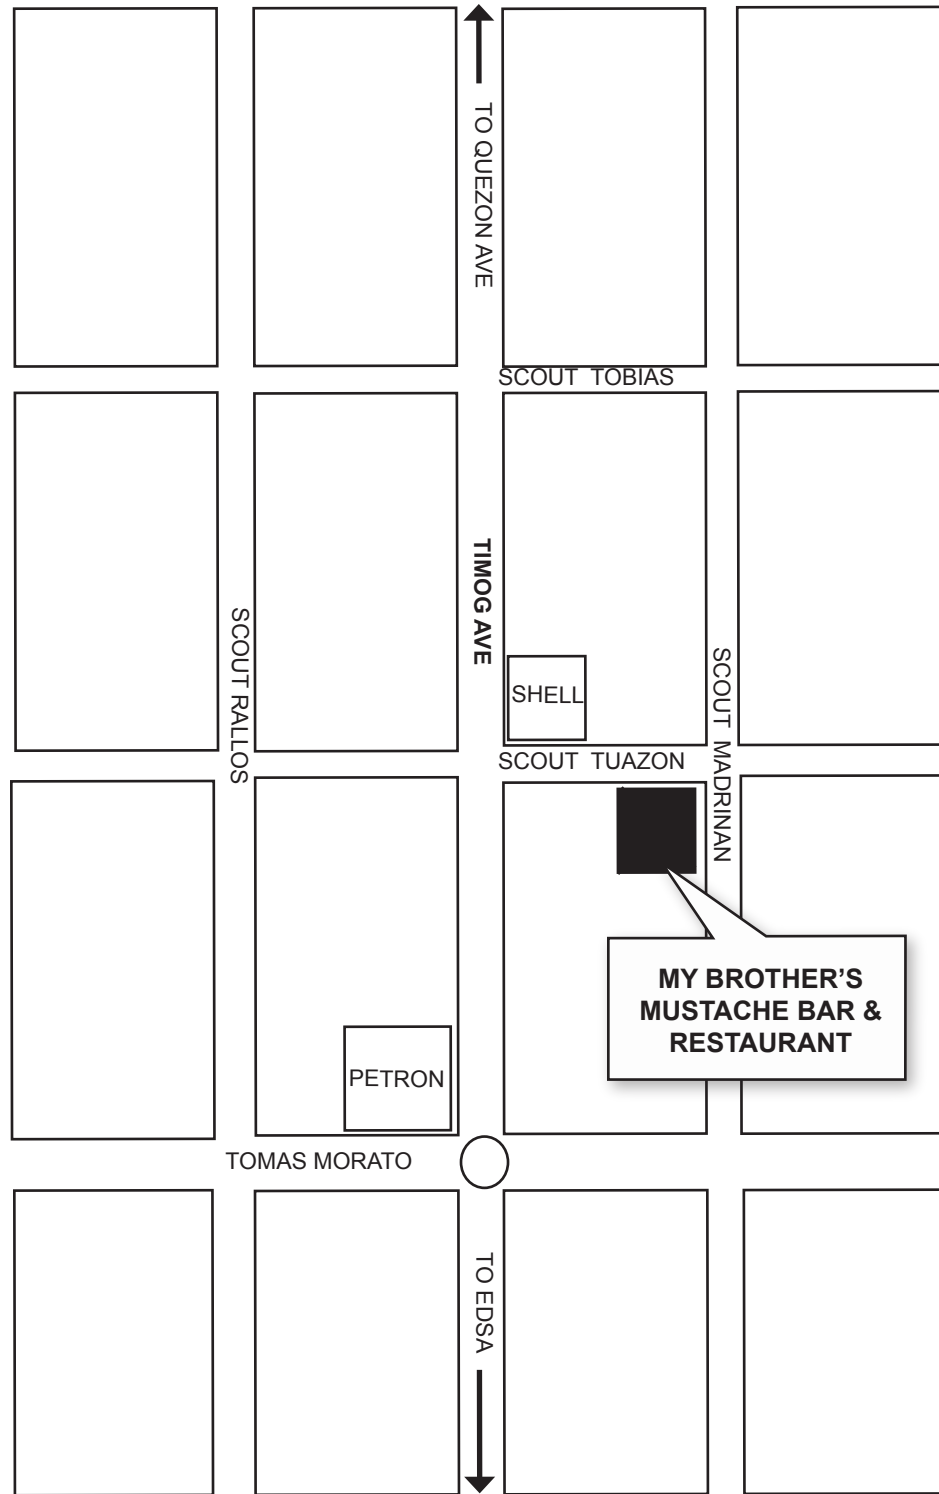 TO QUEZON AVE
SCOUT TOBIAS
TIMOG AVE
SCOUT RALLOS
SHELL
SCOUT MADRINAN
SCOUT TUAZON
MY BROTHER'S
MUSTACHE BAR &
RESTAURANT
PETRON
TOMAS MORATO
TO EDSA